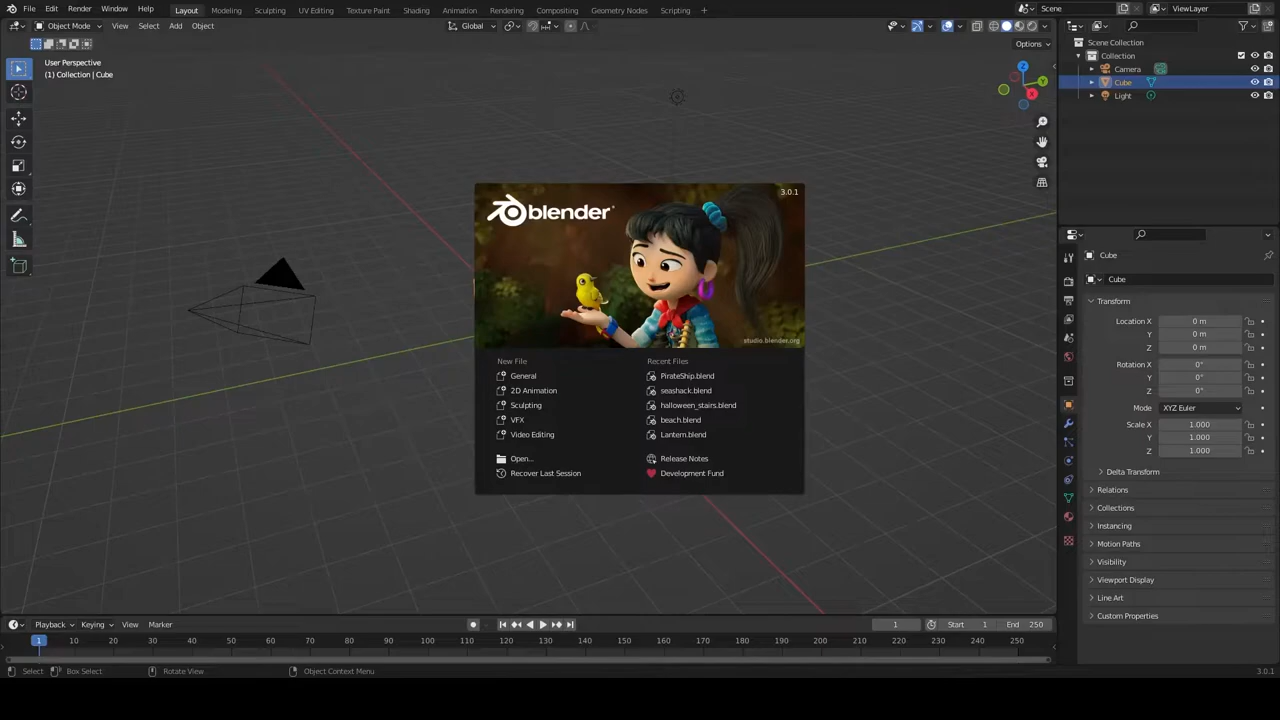 File Edit Render Window Help Layout Modeling Sculpting UV Editing Texture Paint Shading Animation Rendering Compositing Geometry Nodes Scripting + Scene ViewLayer
Object Mode View Select Add Object Global
Options
User Perspective
(1) Collection | Cube
Z
Y
X
Scene Collection
Collection
Camera
Cube
Light
3.0.1
blender
studio.blender.org
New File
General
2D Animation
Sculpting
VFX
Video Editing
Open...
Recover Last Session
Recent Files
PirateShip.blend
seashack.blend
halloween_stairs.blend
beach.blend
Lantern.blend
Release Notes
Development Fund
Cube
Cube
Transform
Location X 0 m
Y 0 m
Z 0 m
Rotation X 0°
Y 0°
Z 0°
Mode XYZ Euler
Scale X 1.000
Y 1.000
Z 1.000
Delta Transform
Relations
Collections
Instancing
Motion Paths
Visibility
Viewport Display
Line Art
Custom Properties
Playback Keying View Marker 1 Start 1 End 250
1 10 20 30 40 50 60 70 80 90 100 110 120 130 140 150 160 170 180 190 200 210 220 230 240 250
Select Box Select Rotate View Object Context Menu 3.0.1